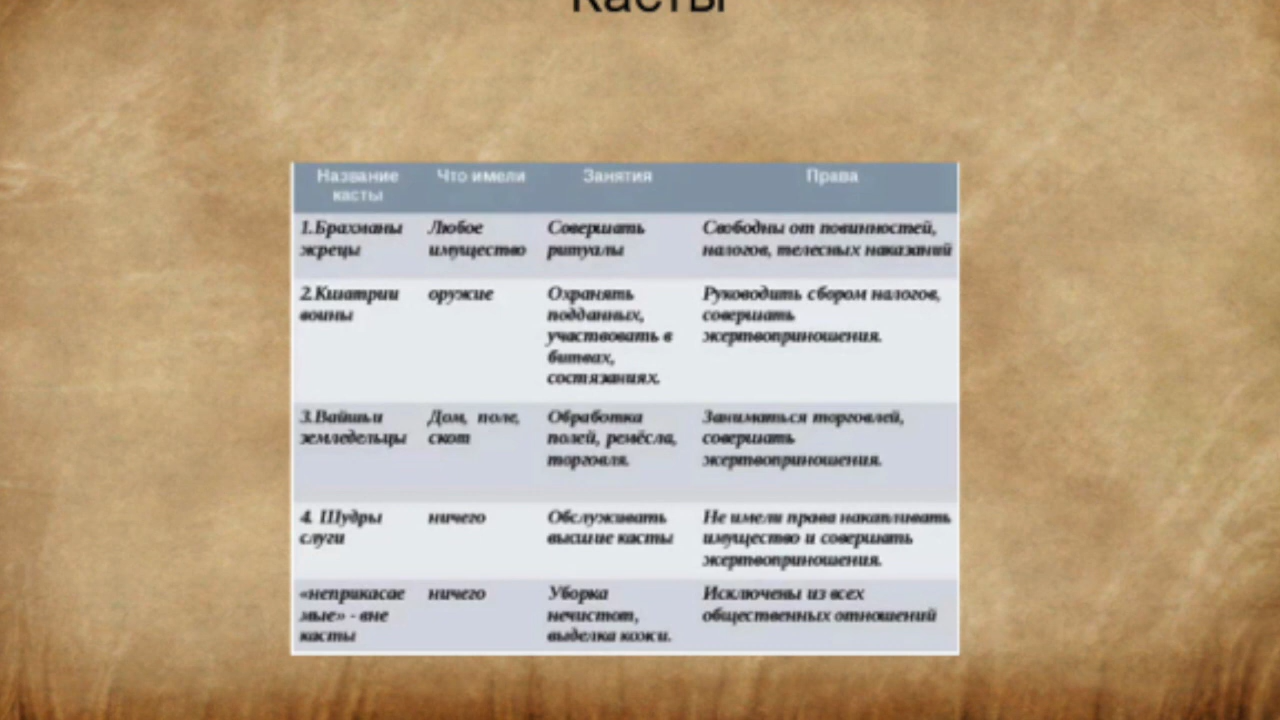 Касты
Название касты | Что имели | Занятия | Права
1.Брахманы жрецы | Любое имущество | Совершать ритуалы | Свободны от повинностей, налогов, телесных наказаний
2.Кшатрии воины | оружие | Охранять подданных, участвовать в битвах, состязаниях. | Руководить сбором налогов, совершать жертвоприношения.
3.Вайшьи земледельцы | Дом, поле, скот | Обработка полей, ремёсла, торговля. | Заниматься торговлей, совершать жертвоприношения.
4. Шудры слуги | ничего | Обслуживать высшие касты | Не имели права накапливать имущество и совершать жертвоприношения.
«неприкасаемые» - вне касты | ничего | Уборка нечистот, выделка кожи. | Исключены из всех общественных отношений